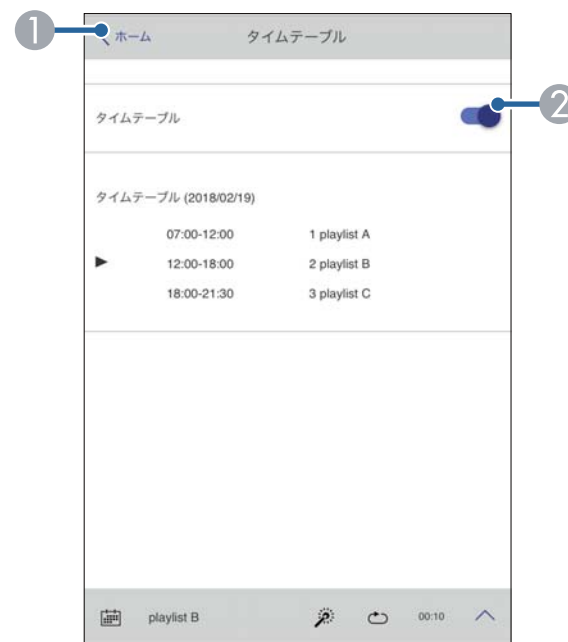 1
ホーム タイムテーブル
2
タイムテーブル
タイムテーブル (2018/02/19)
07:00-12:00 1 playlist A
12:00-18:00 2 playlist B
18:00-21:30 3 playlist C
playlist B 00:10